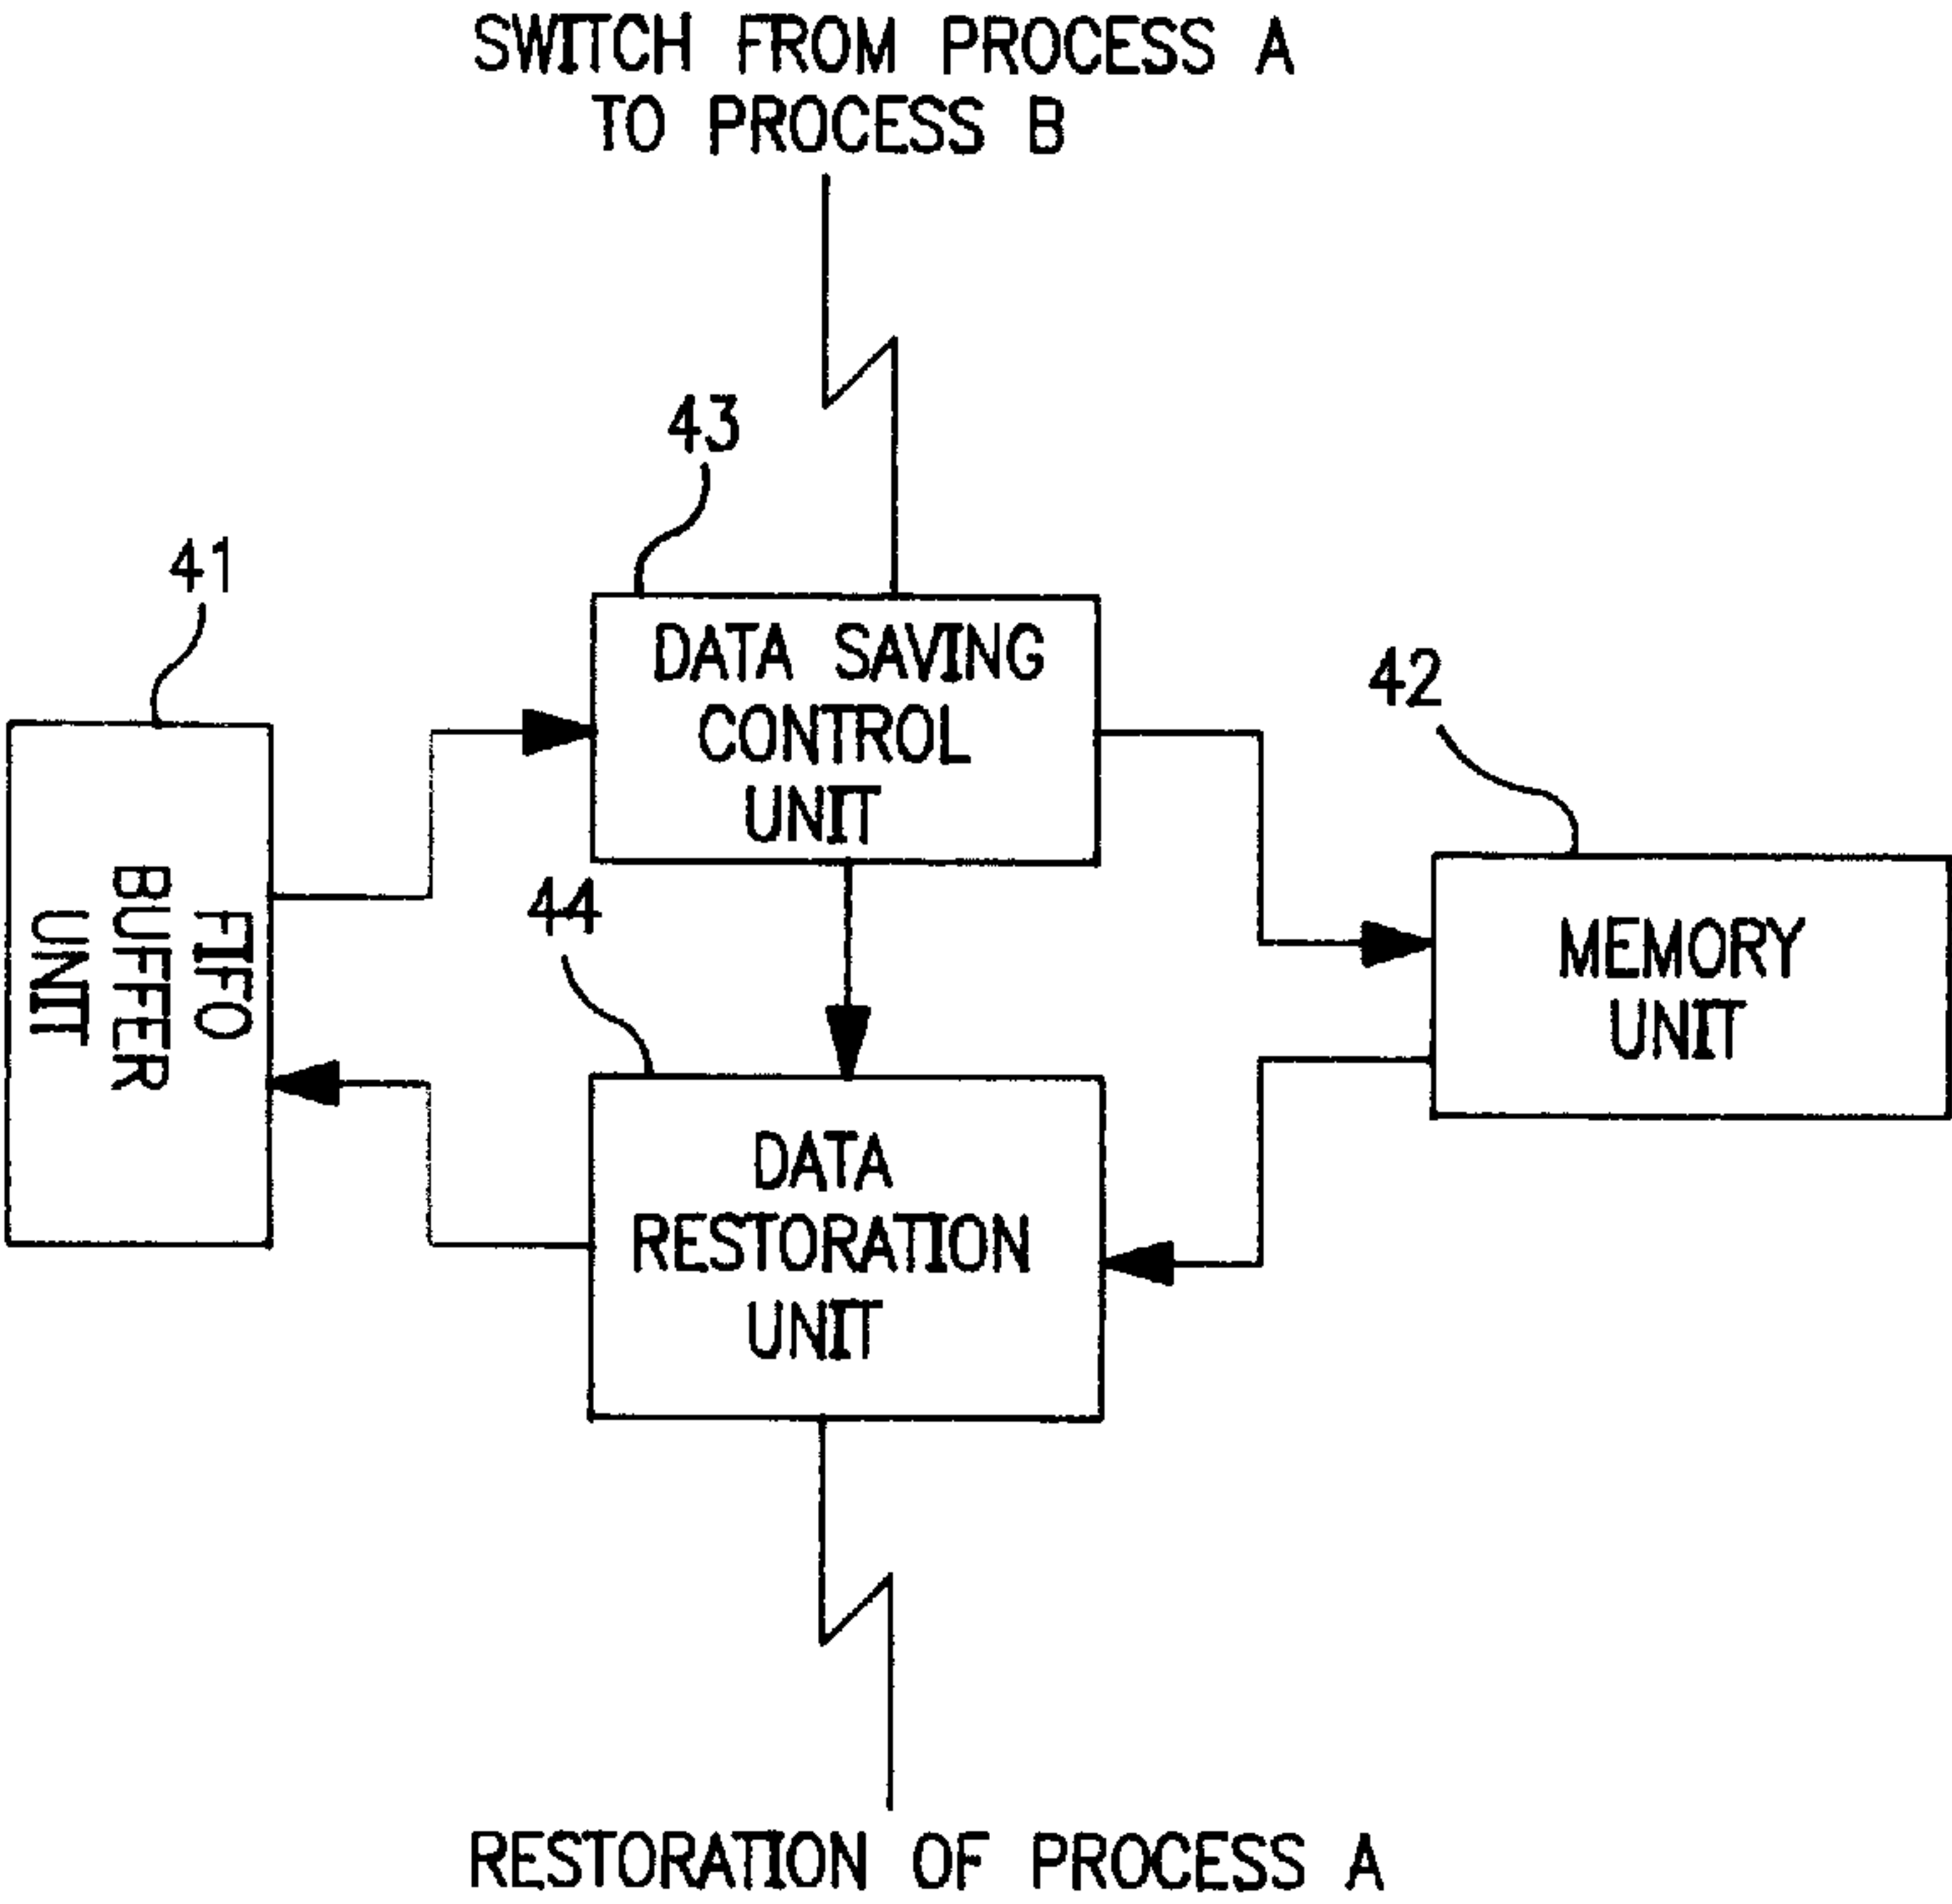 SWITCH FROM PROCESS A
TO PROCESS B
43
41
DATA SAVING
CONTROL
UNIT
42
44
FIFO
BUFFER
UNIT
MEMORY
UNIT
DATA
RESTORATION
UNIT
RESTORATION OF PROCESS A